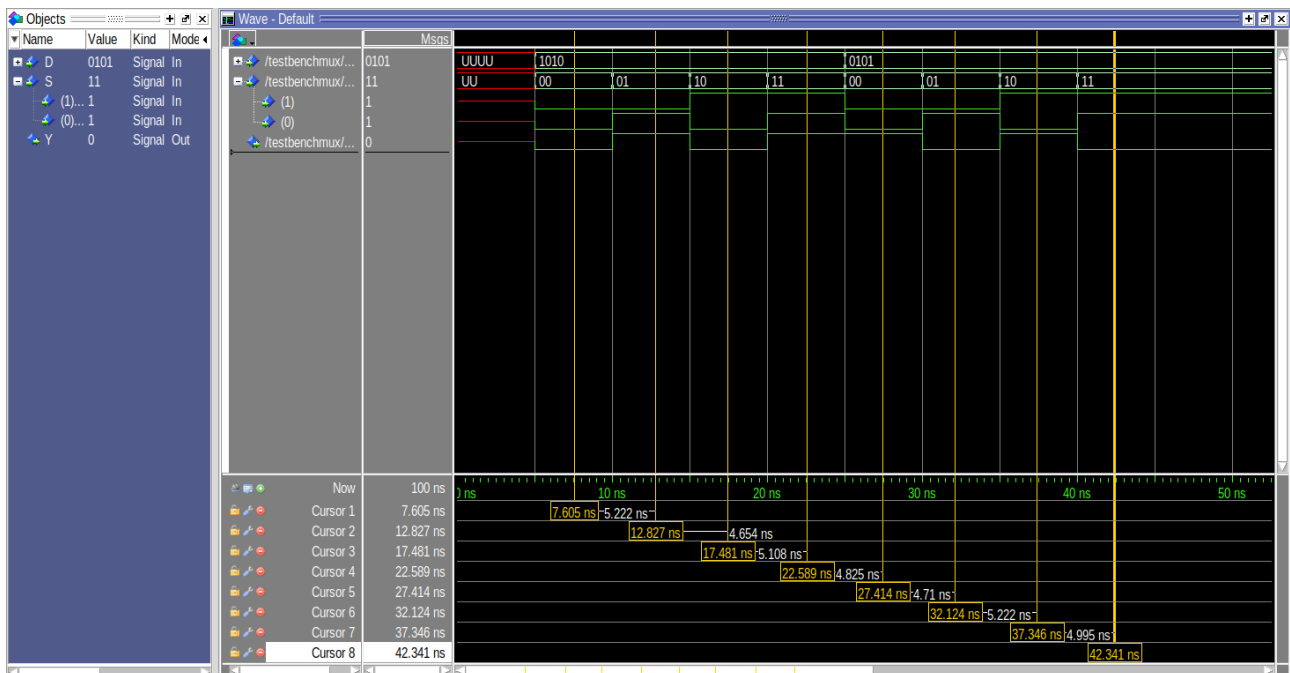 Objects
Name Value Kind Mode
D 0101 Signal In
S 11 Signal In
(1)... 1 Signal In
(0)... 1 Signal In
Y 0 Signal Out
Wave - Default
Msgs
/testbenchmux/... 0101 UUUU 1010 0101
/testbenchmux/... 11 UU 00 01 10 11 00 01 10 11
(1) 1
(0) 1
/testbenchmux/... 0
Now 100 ns ns 10 ns 20 ns 30 ns 40 ns 50 ns
Cursor 1 7.605 ns 7.605 ns 5.222 ns
Cursor 2 12.827 ns 12.827 ns 4.654 ns
Cursor 3 17.481 ns 17.481 ns 5.108 ns
Cursor 4 22.589 ns 22.589 ns 4.825 ns
Cursor 5 27.414 ns 27.414 ns 4.71 ns
Cursor 6 32.124 ns 32.124 ns 5.222 ns
Cursor 7 37.346 ns 37.346 ns 4.995 ns
Cursor 8 42.341 ns 42.341 ns